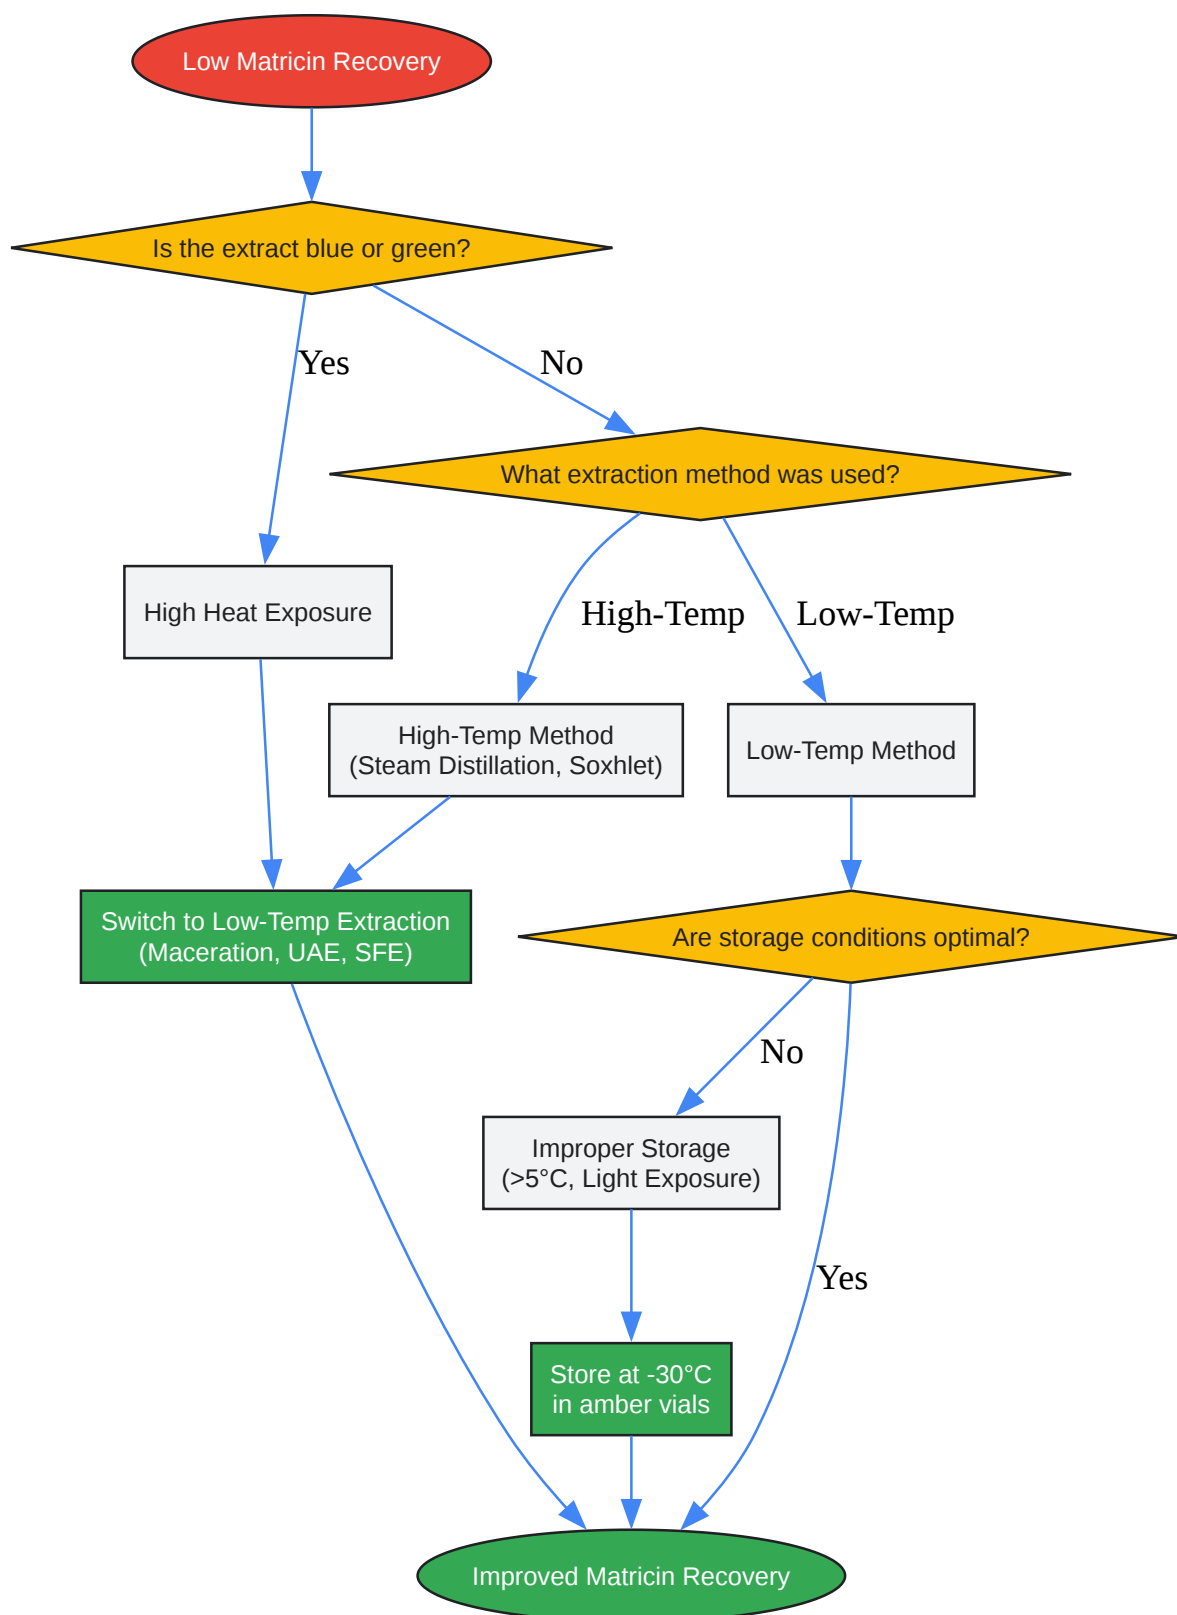 Low Matricin Recovery
Is the extract blue or green?
Yes
No
What extraction method was used?
High Heat Exposure
High-Temp
Low-Temp
High-Temp Method
(Steam Distillation, Soxhlet)
Low-Temp Method
Switch to Low-Temp Extraction
(Maceration, UAE, SFE)
Are storage conditions optimal?
No
Improper Storage
(>5°C, Light Exposure)
Yes
Store at -30°C
in amber vials
Improved Matricin Recovery